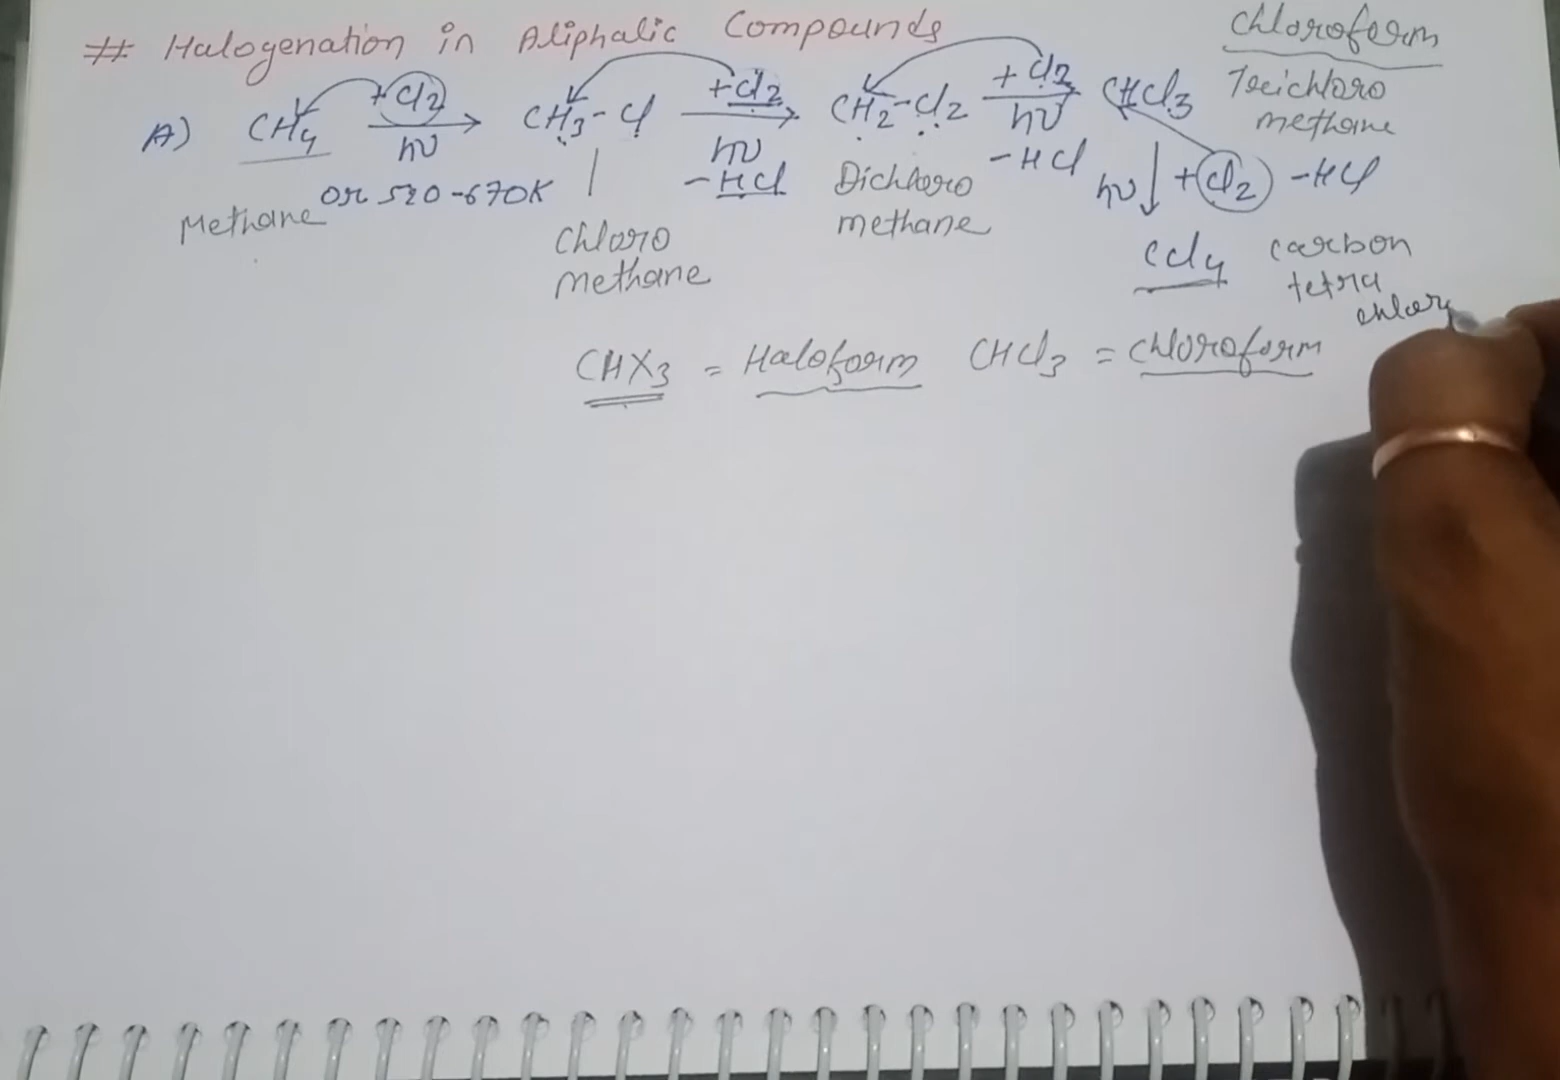 # Halogenation in Aliphalic Compounds
A) CH4 +Cl2 hν or 520-670K CH3-Cl +Cl2 hν -HCl CH2-Cl2 +Cl2 hν -HCl CHCl3
Methane
Chloro
methane
Dichloro
methane
Chloroform
Trichloro
methane
hν +Cl2 -HCl
CCl4 carbon
tetra
chlor
CHX3 = Haloform CHCl3 = Chloroform